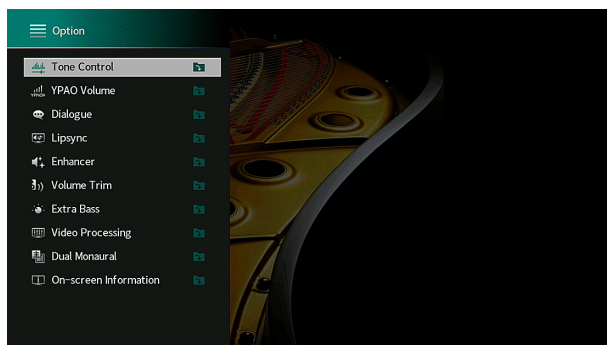 Option
Tone Control
YPAO Volume
Dialogue
Lipsync
Enhancer
Volume Trim
Extra Bass
Video Processing
Dual Monaural
On-screen Information